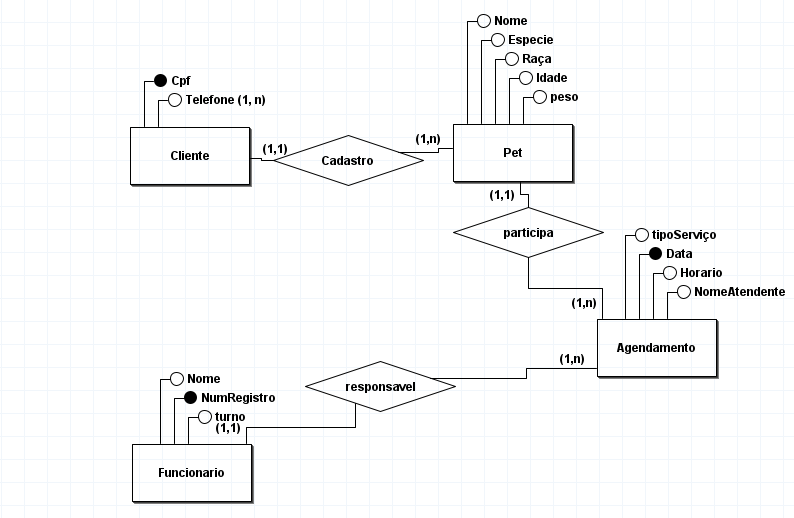 Nome
Especie
Raça
Idade
peso
Cpf
Telefone (1, n)
Cliente
(1,1)
Cadastro
(1,n)
Pet
(1,1)
participa
(1,n)
tipoServiço
Data
Horario
NomeAtendente
Agendamento
(1,n)
responsavel
Nome
NumRegistro
turno
(1,1)
Funcionario